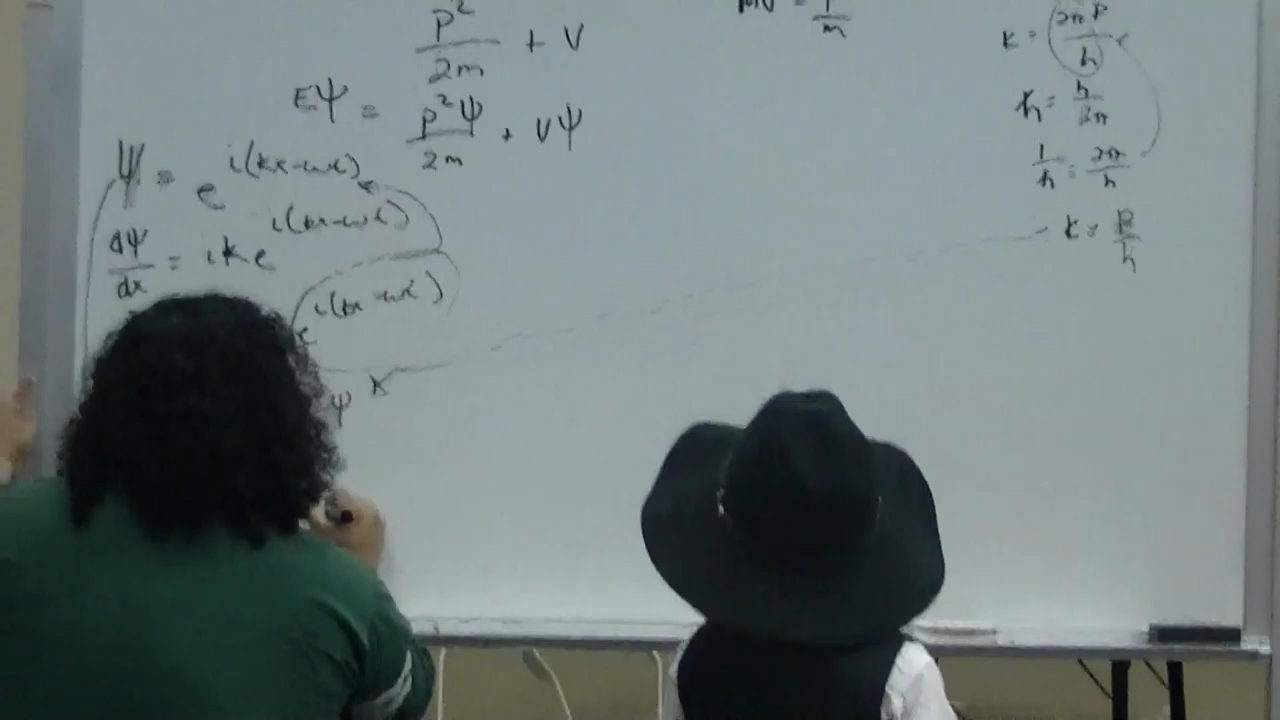 p²/2m + V
Eψ = p²ψ/2m + Vψ
ψ = e^i(kx-ωt)
dψ/dx = ike^i(kx-ωt)
e^i(kx-ωt)
ψ
mv = p/m
k = 2πp/h
ħ = h/2π
1/ħ = 2π/h
k = p/ħ